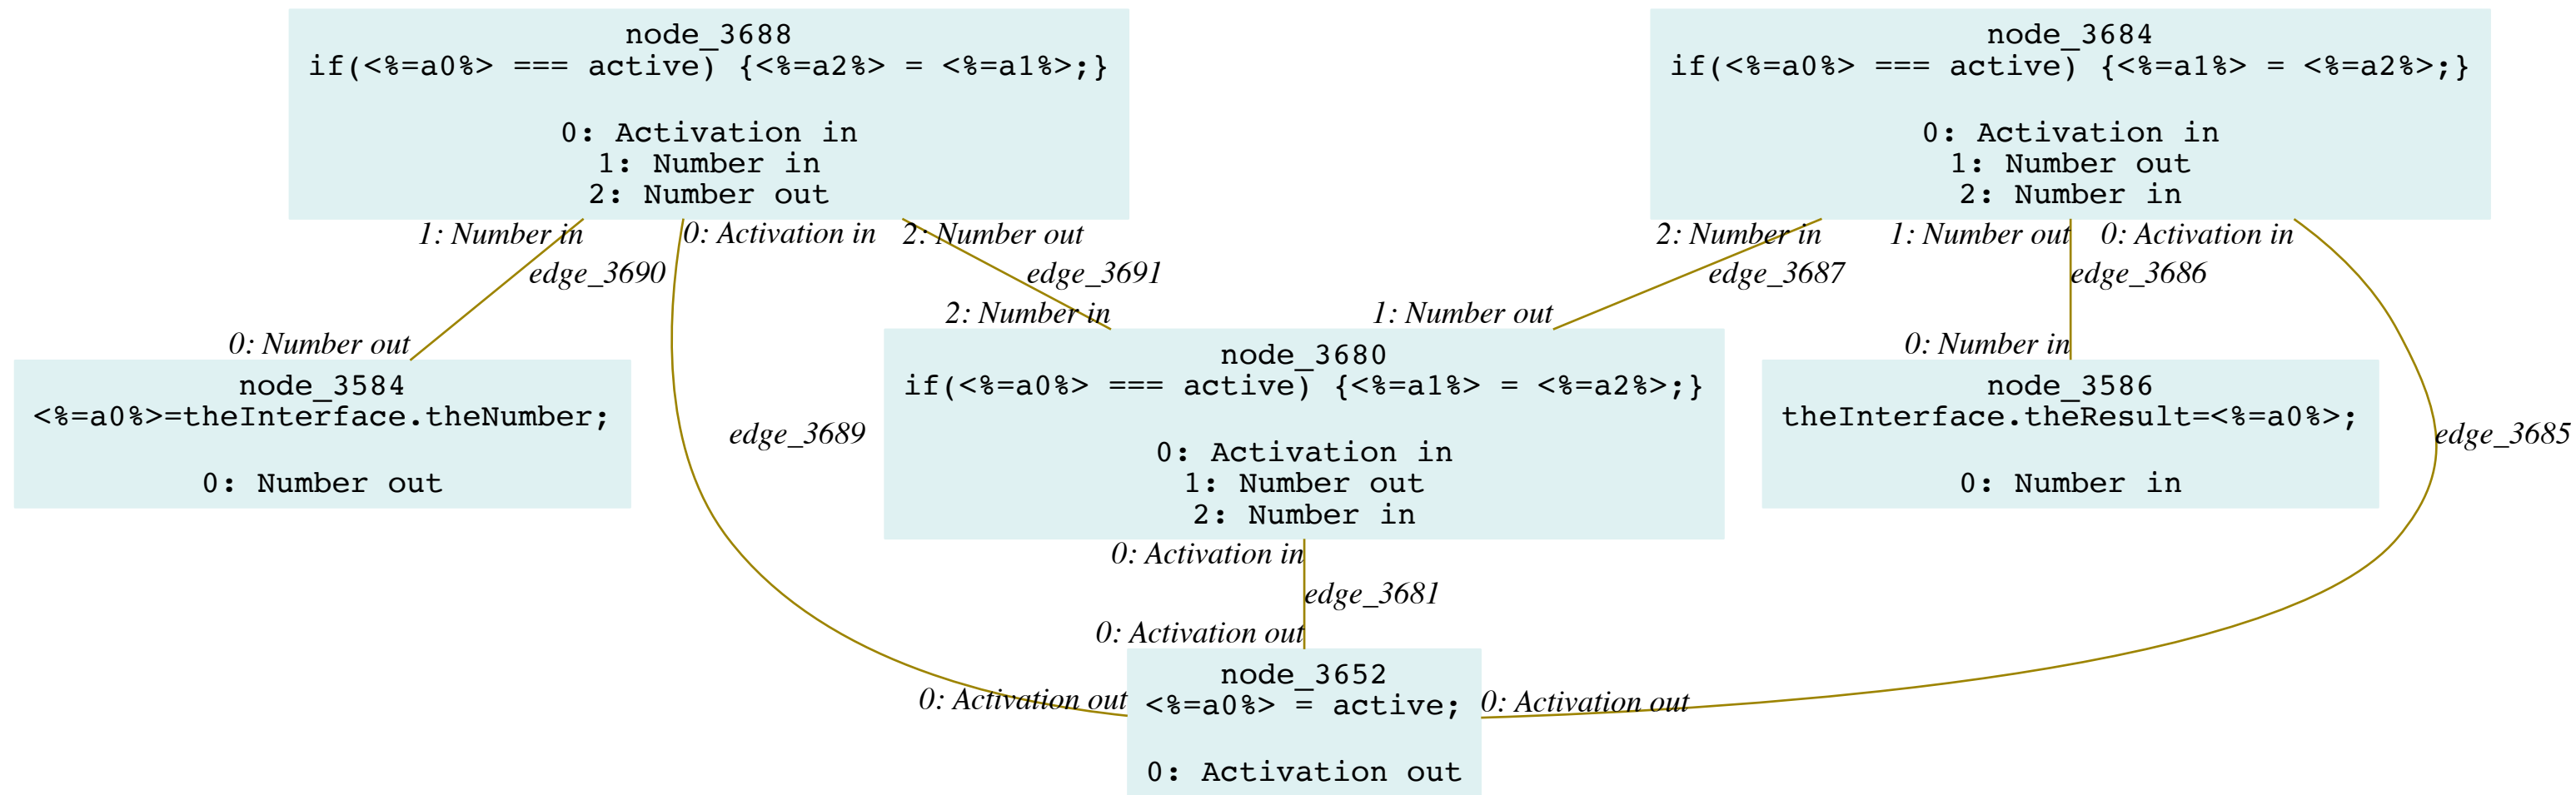 node_3688
if(<%=a0%> === active) {<%=a2%> = <%=a1%>;}
0: Activation in
1: Number in
2: Number out
node_3684
if(<%=a0%> === active) {<%=a1%> = <%=a2%>;}
0: Activation in
1: Number out
2: Number in
1: Number in
0: Activation in
2: Number out
2: Number in
1: Number out
0: Activation in
edge_3690
edge_3691
edge_3687
edge_3686
2: Number in
1: Number out
0: Number out
0: Number in
node_3584
<%=a0%>=theInterface.theNumber;
0: Number out
edge_3689
node_3680
if(<%=a0%> === active) {<%=a1%> = <%=a2%>;}
0: Activation in
1: Number out
2: Number in
node_3586
theInterface.theResult=<%=a0%>;
0: Number in
edge_3685
0: Activation in
edge_3681
0: Activation out
0: Activation out
node_3652
<%=a0%> = active;
0: Activation out
0: Activation out